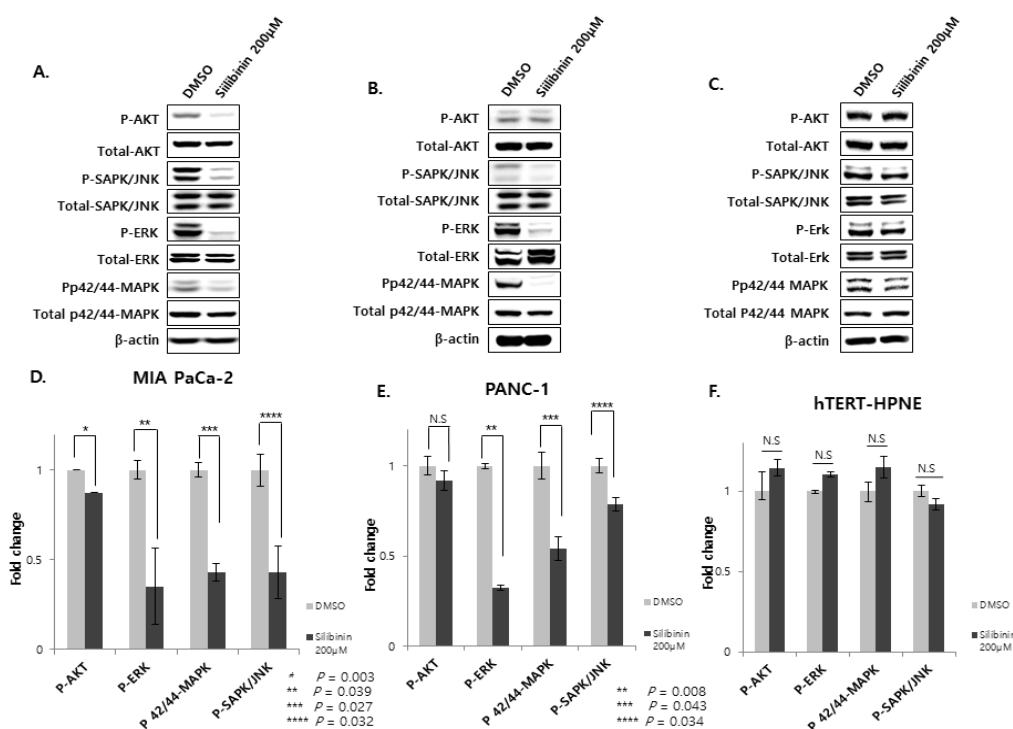 A.
DMSO
Siilibinin 200μM
P-AKT
Total-AKT
P-SAPK/JNK
Total-SAPK/JNK
P-ERK
Total-ERK
Pp42/44-MAPK
Total p42/44-MAPK
β-actin
B.
DMSO
Siilibinin 200μM
P-AKT
Total-AKT
P-SAPK/JNK
Total-SAPK/JNK
P-ERK
Total-ERK
Pp42/44-MAPK
Total p42/44-MAPK
β-actin
C.
DMSO
Siilibinin 200μM
P-AKT
Total-AKT
P-SAPK/JNK
Total-SAPK/JNK
P-Erk
Total-Erk
Pp42/44 MAPK
Total P42/44 MAPK
β-actin
D.
MIA PaCa-2
*
**
***
****
1
0.5
0
Fold change
DMSO
Silibinin
200μM
P-AKT
P-ERK
P 42/44-MAPK
P-SAPK/JNK
* P = 0.003
** P = 0.039
*** P = 0.027
**** P = 0.032
E.
PANC-1
N.S
**
***
****
1
0.5
0
Fold change
DMSO
Silibinin
200μM
P-AKT
P-ERK
P 42/44-MAPK
P-SAPK/JNK
** P = 0.008
*** P = 0.043
**** P = 0.034
F.
hTERT-HPNE
N.S
N.S
N.S
N.S
1
0.5
0
Fold change
DMSO
Silibinin
200μM
P-AKT
P-ERK
P 42/44-MAPK
P-SAPK/JNK